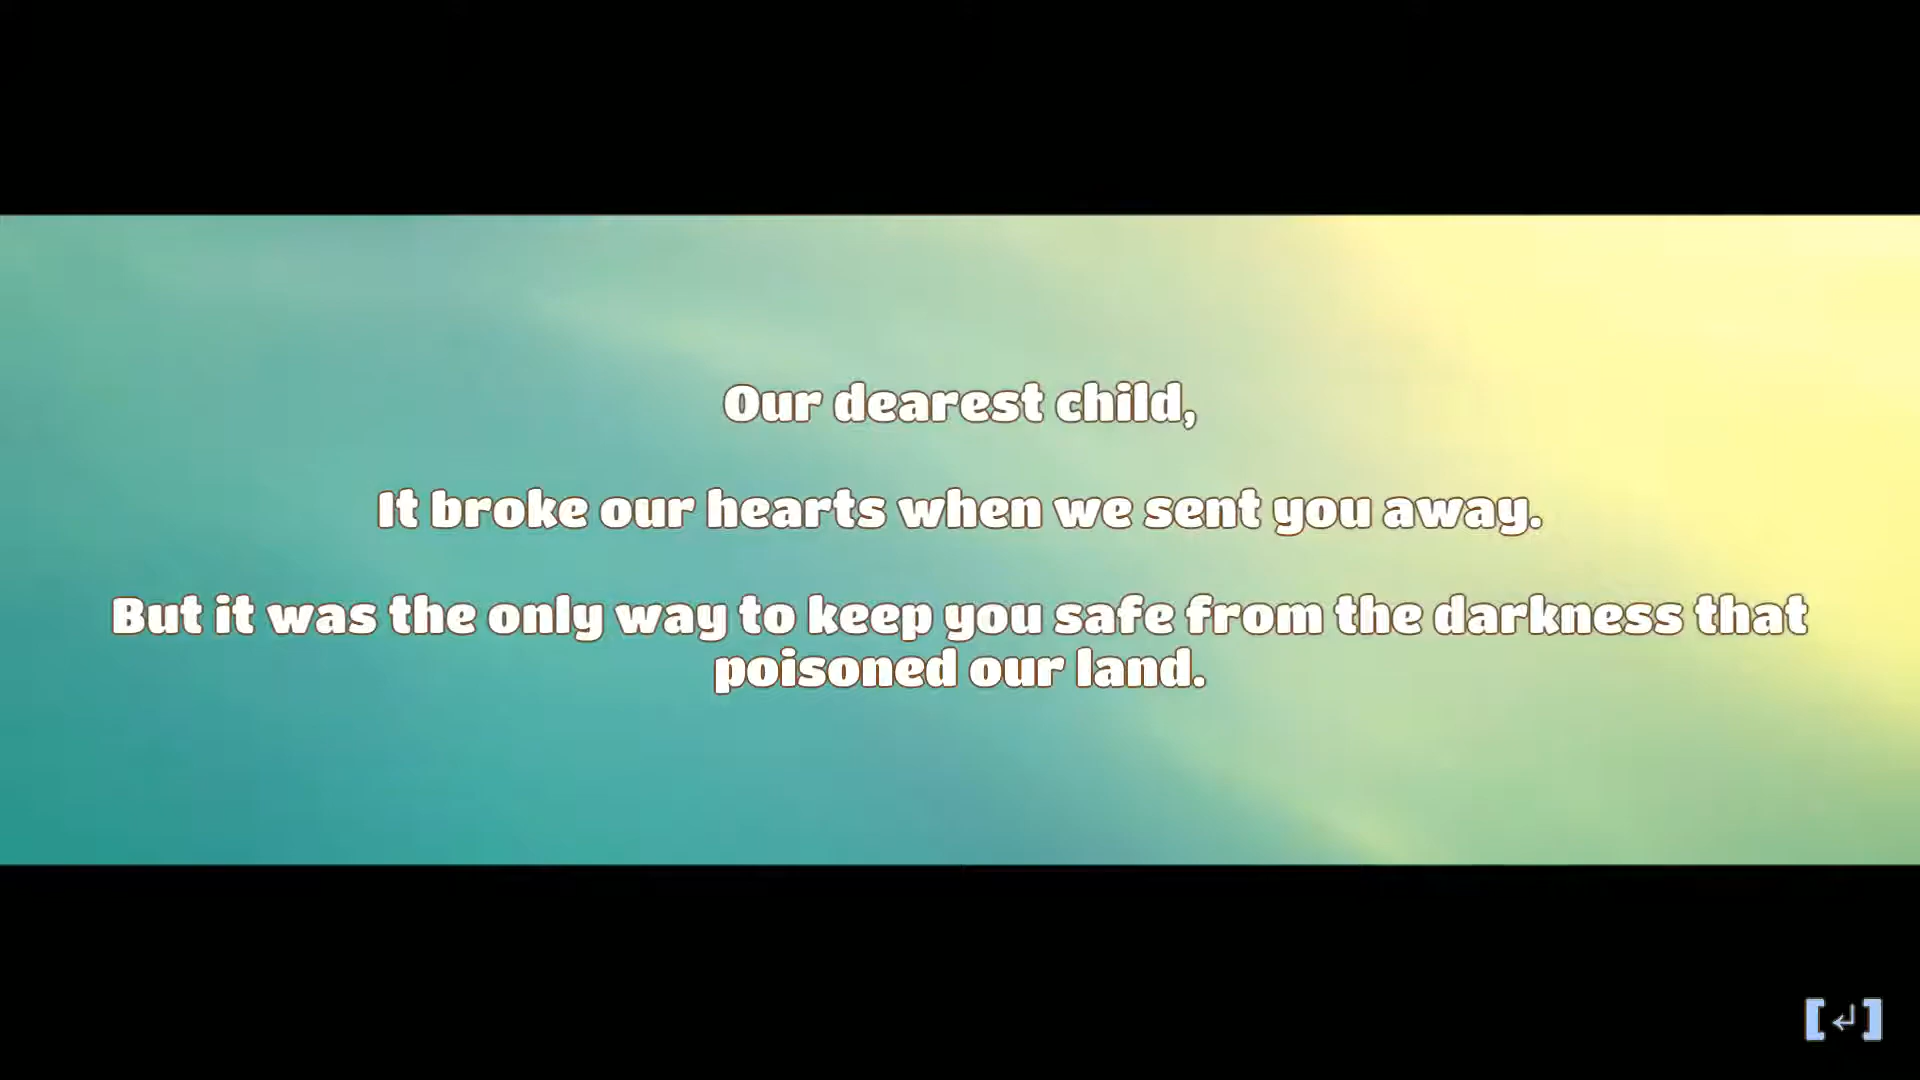 Our dearest child,
It broke our hearts when we sent you away.
But it was the only way to keep you safe from the darkness that
poisoned our land.
[↵]